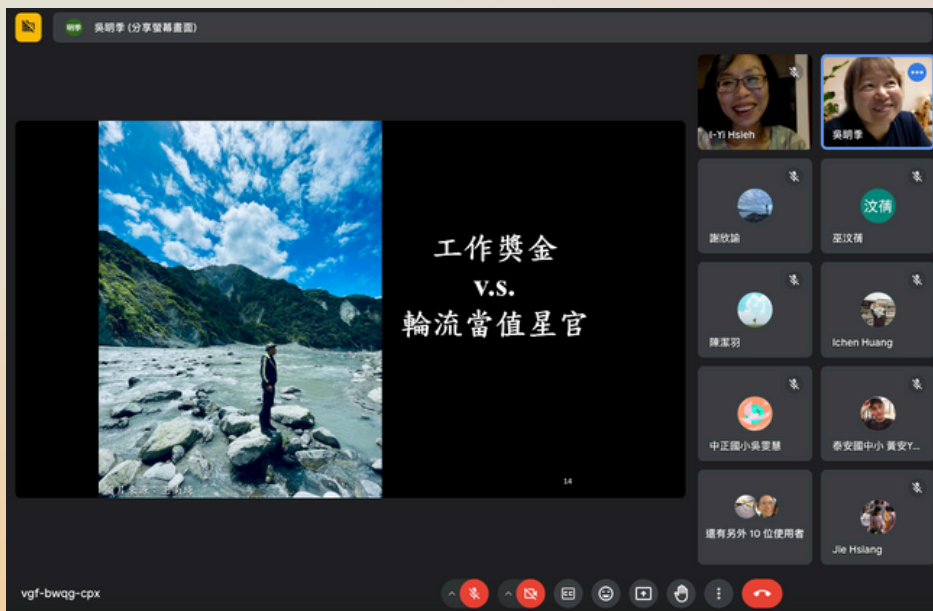 明季
吳明季 (分享螢幕畫面)
I-Yi Hsieh
吳明季
工作獎金
v.s.
輪流當值星官
14
謝欣諭
汶蒨
巫汶蒨
陳潔羽
Ichen Huang
中正國小吳雯慧
泰安國中小 黃安Y...
還有另外 10 位使用者
Jie Hsiang
vgf-bwqg-cpx